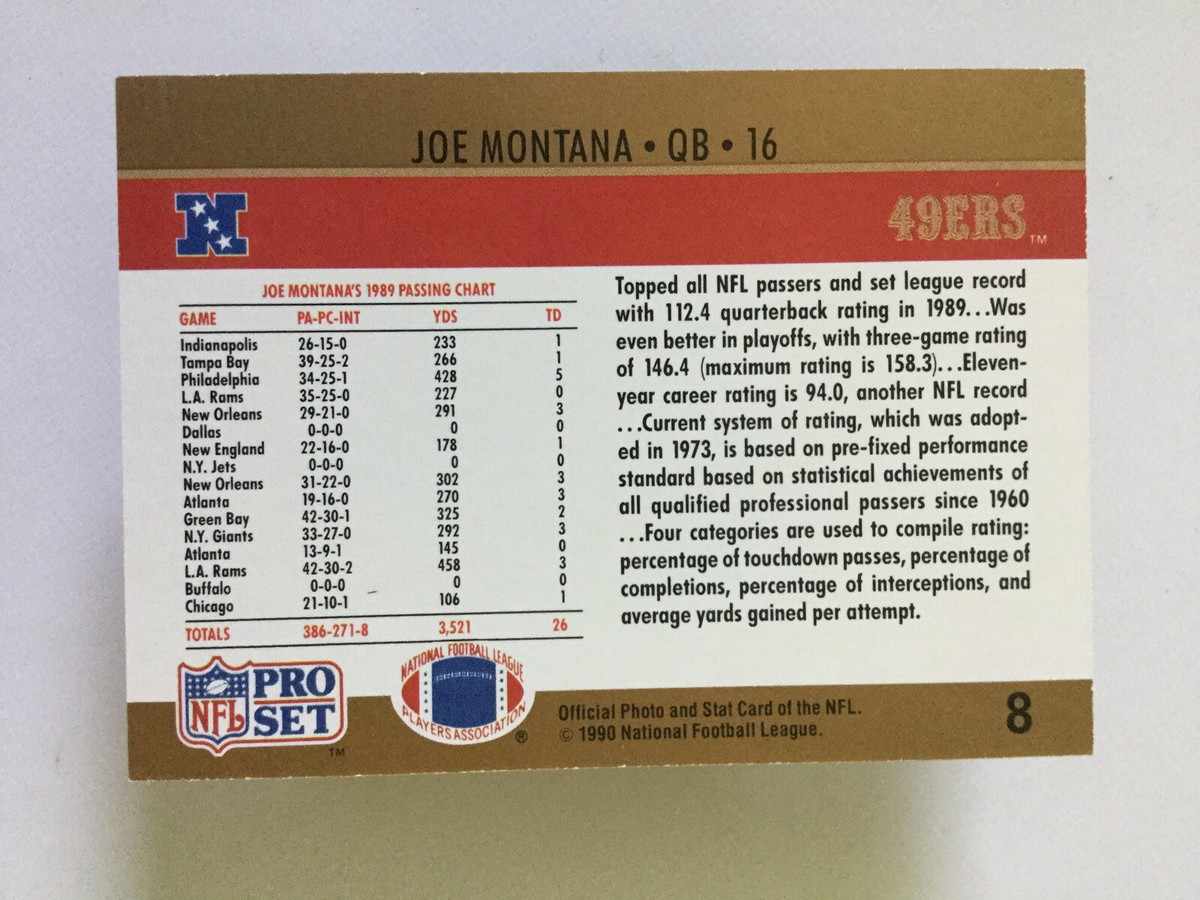 JOE MONTANA • QB • 16
49ERS TM
JOE MONTANA'S 1989 PASSING CHART
GAME PA-PC-INT YDS TD
Indianapolis 26-15-0 233 1
Tampa Bay 39-25-2 266 1
Philadelphia 34-25-1 428 5
L.A. Rams 35-25-0 227 0
New Orleans 29-21-0 291 3
Dallas 0-0-0 0 0
New England 22-16-0 178 1
N.Y. Jets 0-0-0 0 0
New Orleans 31-22-0 302 3
Atlanta 19-16-0 270 3
Green Bay 42-30-1 325 2
N.Y. Giants 33-27-0 292 3
Atlanta 13-9-1 145 0
L.A. Rams 42-30-2 458 3
Buffalo 0-0-0 0 0
Chicago 21-10-1 106 1
TOTALS 386-271-8 3,521 26
Topped all NFL passers and set league record
with 112.4 quarterback rating in 1989...Was
even better in playoffs, with three-game rating
of 146.4 (maximum rating is 158.3)...Eleven-
year career rating is 94.0, another NFL record
...Current system of rating, which was adopt-
ed in 1973, is based on pre-fixed performance
standard based on statistical achievements of
all qualified professional passers since 1960
...Four categories are used to compile rating:
percentage of touchdown passes, percentage of
completions, percentage of interceptions, and
average yards gained per attempt.
NFL PRO
SET TM
NATIONAL FOOTBALL LEAGUE
PLAYERS ASSOCIATION ®
Official Photo and Stat Card of the NFL.
© 1990 National Football League.
8